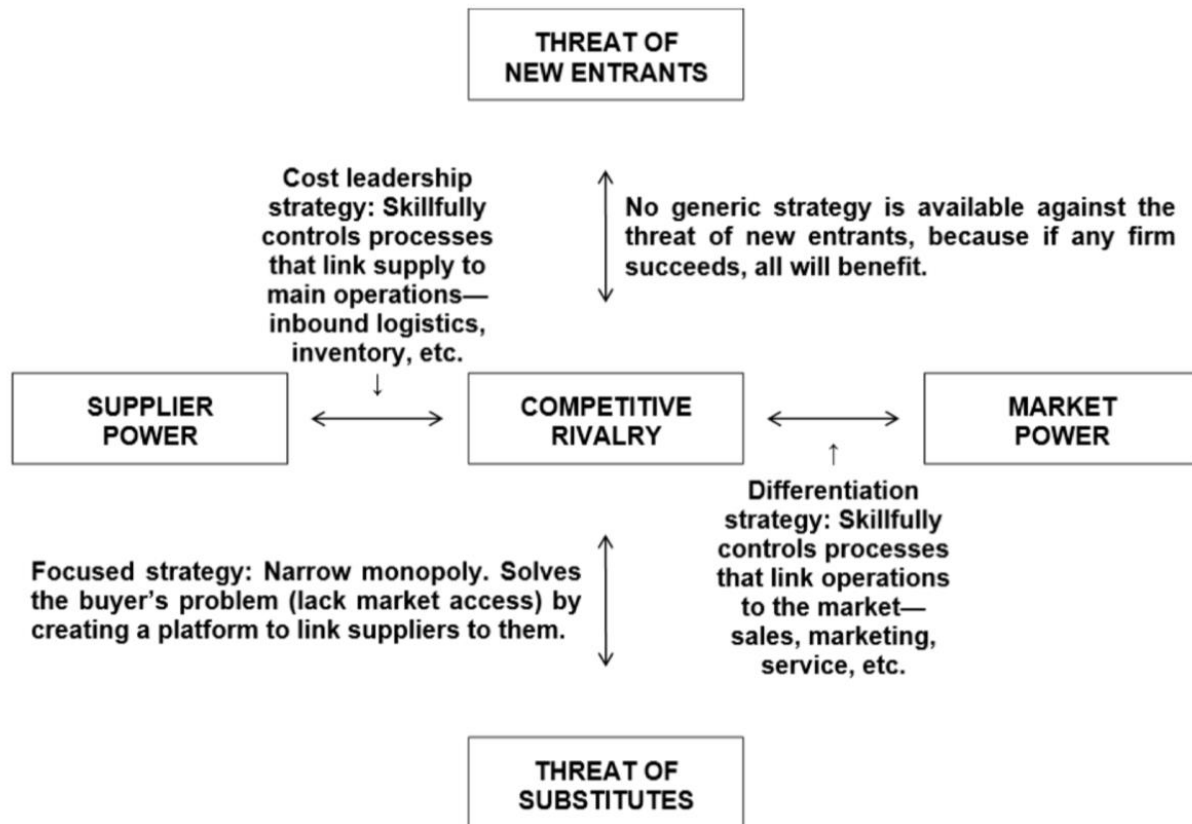 THREAT OF
NEW ENTRANTS
Cost leadership
strategy: Skillfully
controls processes
that link supply to
main operations—
inbound logistics,
inventory, etc.
No generic strategy is available against the
threat of new entrants, because if any firm
succeeds, all will benefit.
SUPPLIER
POWER
COMPETITIVE
RIVALRY
MARKET
POWER
Focused strategy: Narrow monopoly. Solves
the buyer's problem (lack market access) by
creating a platform to link suppliers to them.
Differentiation
strategy: Skillfully
controls processes
that link operations
to the market—
sales, marketing,
service, etc.
THREAT OF
SUBSTITUTES